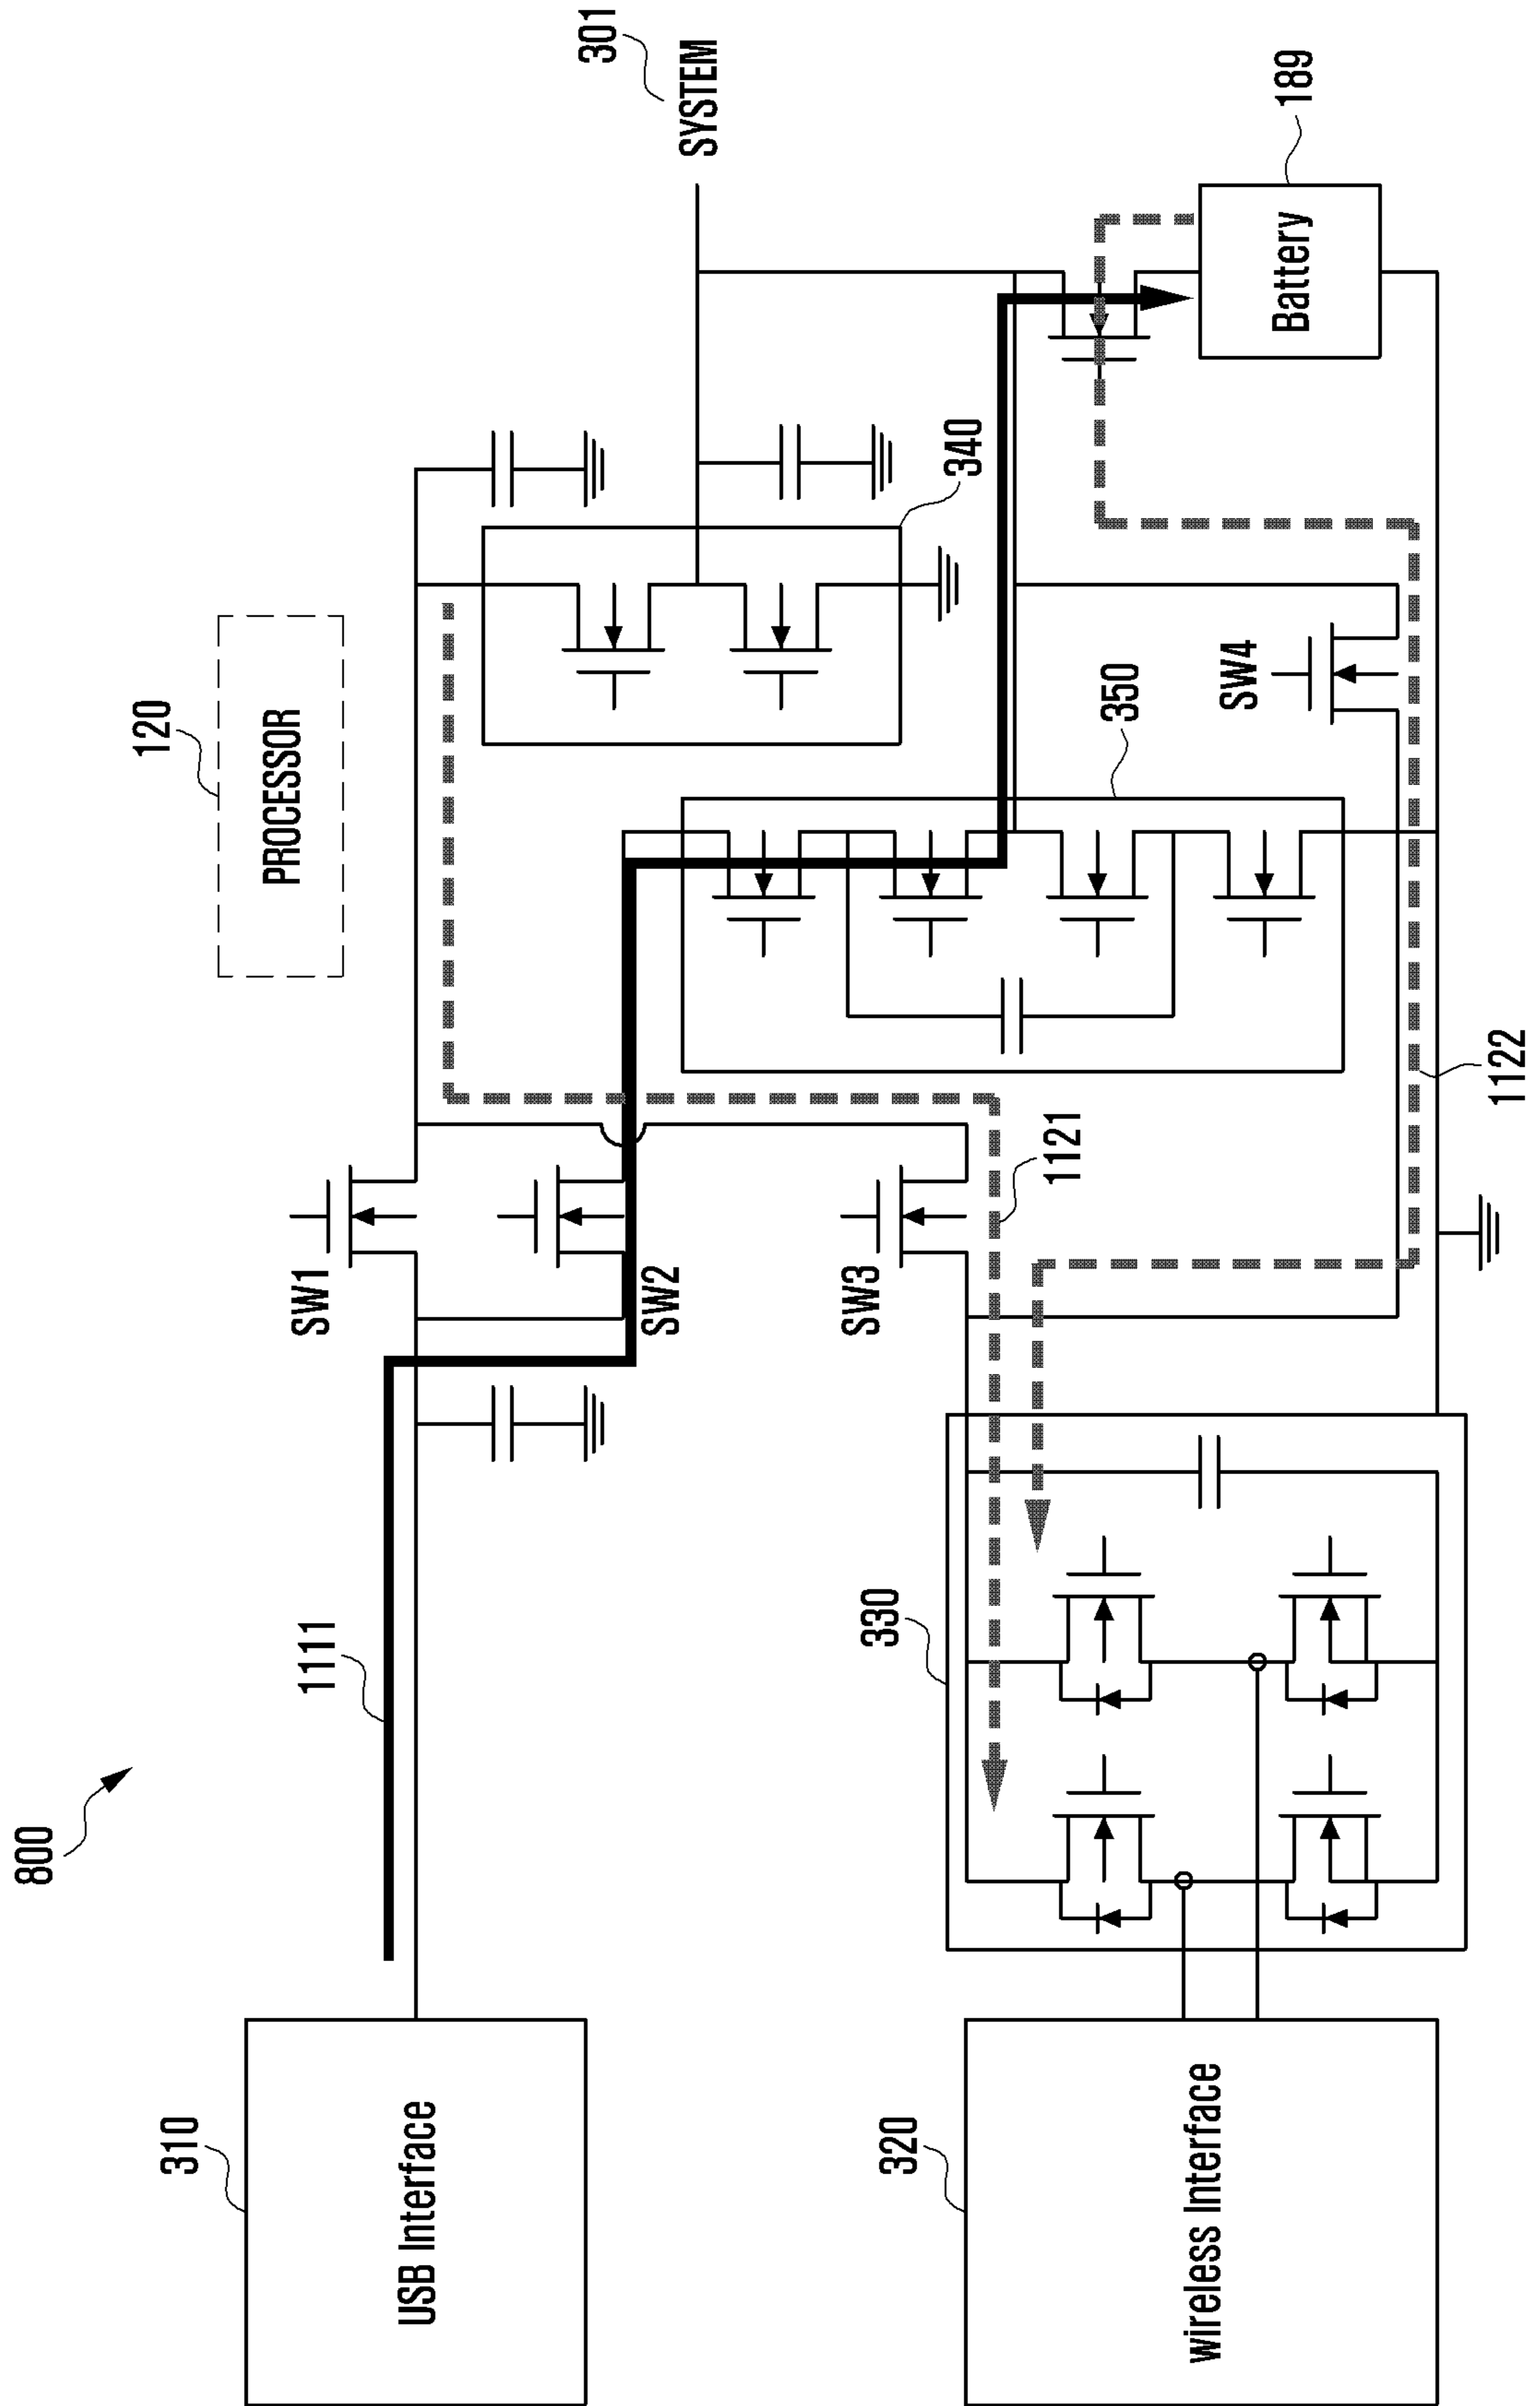 800
310
USB Interface
1111
SW1
SW2
120
PROCESSOR
301
SYSTEM
340
350
SW3
1121
SW4
189
Battery
320
wireless Interface
330
1122